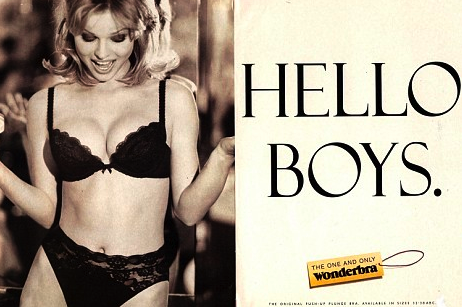 HELLO
BOYS.
THE ONE AND ONLY
Wonderbra
THE ORIGINAL PUSH-UP PLUNGE BRA. AVAILABLE IN SIZES 32-38ABC.